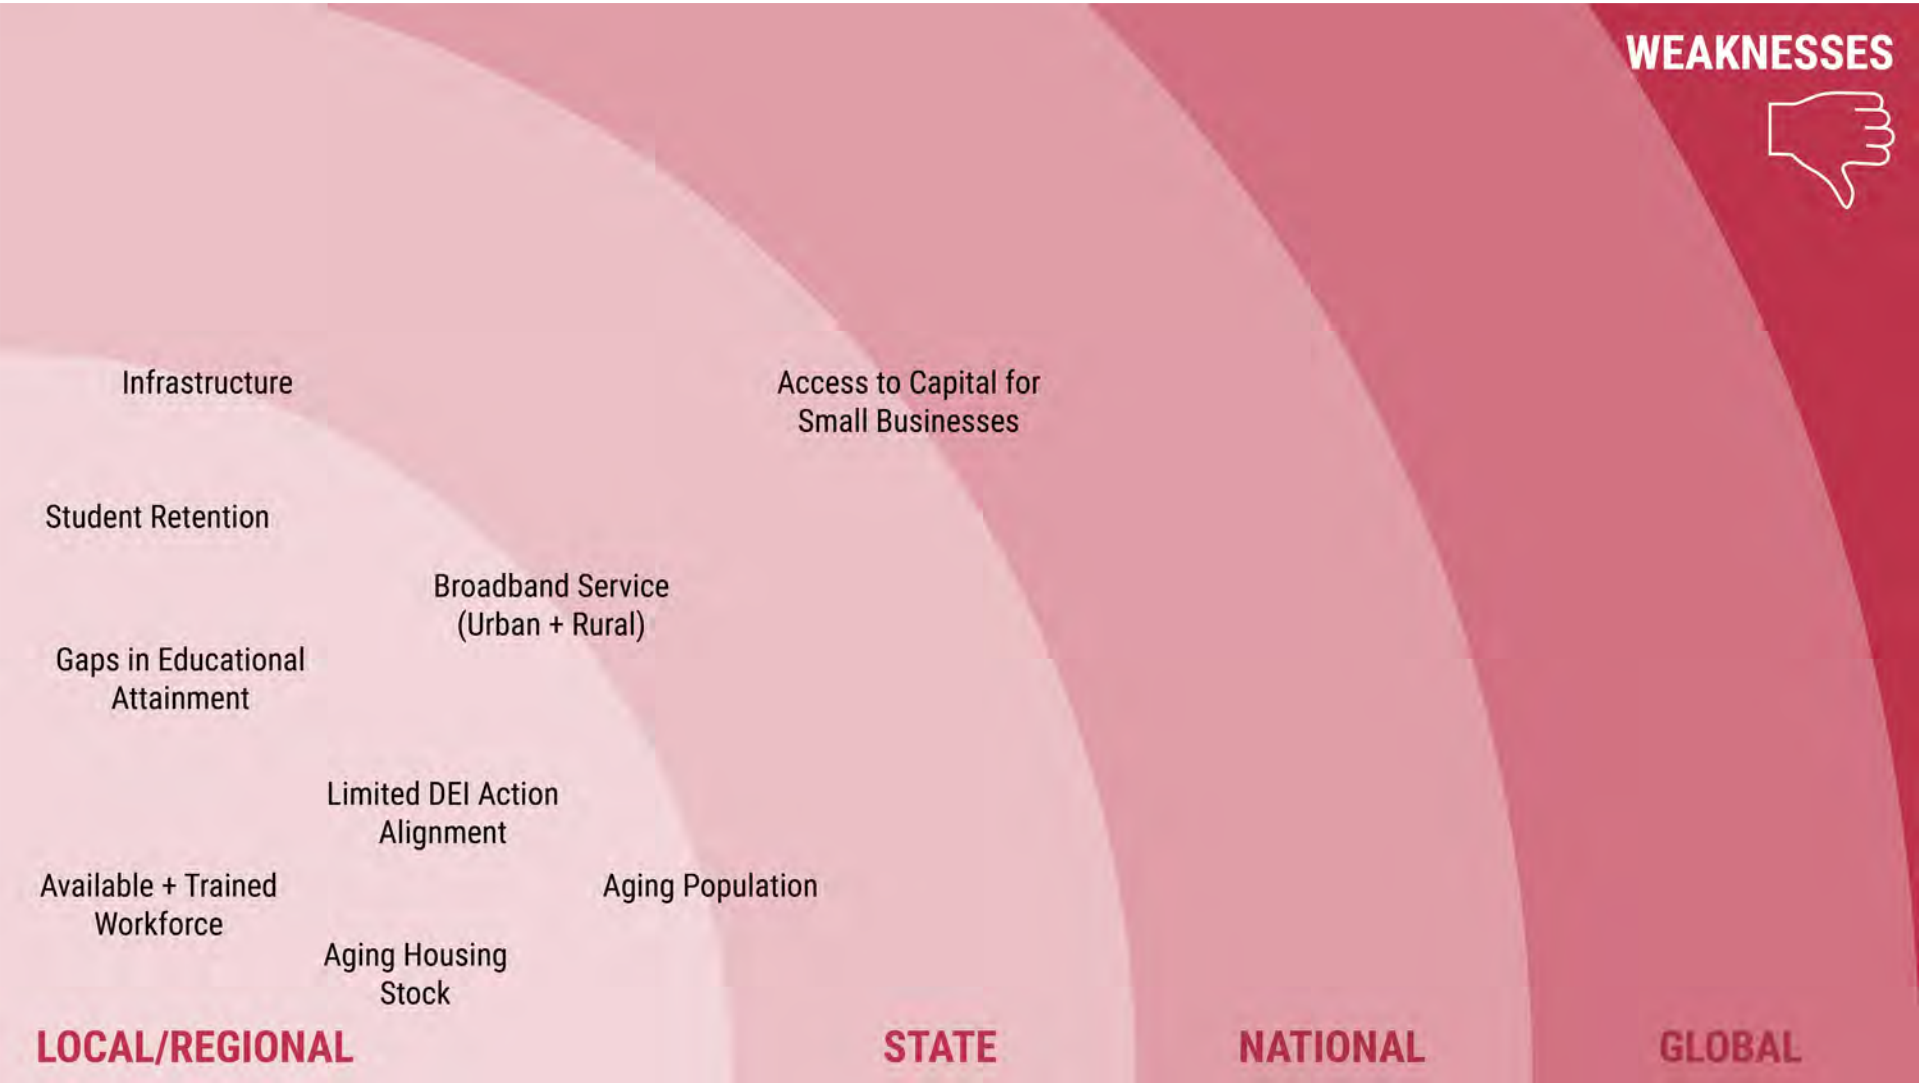 WEAKNESSES
Infrastructure
Access to Capital for
Small Businesses
Student Retention
Broadband Service
(Urban + Rural)
Gaps in Educational
Attainment
Limited DEI Action
Alignment
Available + Trained
Workforce
Aging Population
Aging Housing
Stock
LOCAL/REGIONAL
STATE
NATIONAL
GLOBAL